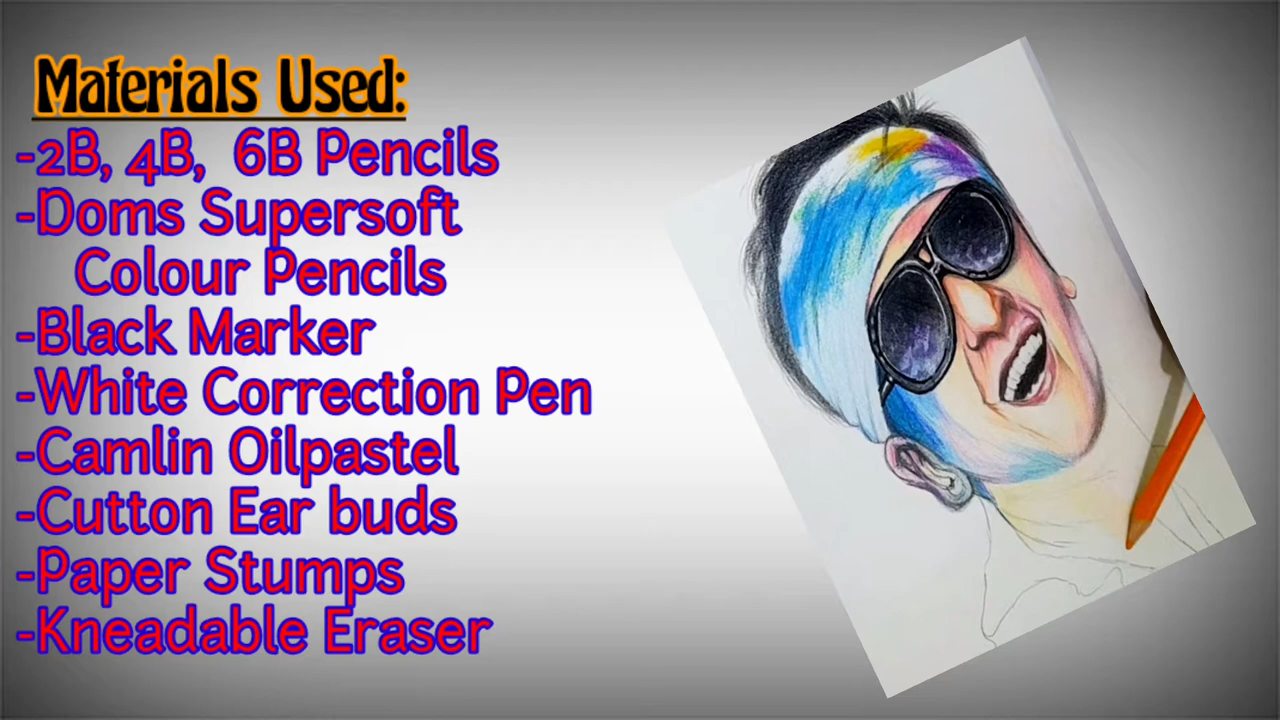 Materials Used:
-2B, 4B, 6B Pencils
-Doms Supersoft
Colour Pencils
-Black Marker
-White Correction Pen
-Camlin Oilpastel
-Cutton Ear buds
-Paper Stumps
-Kneadable Eraser